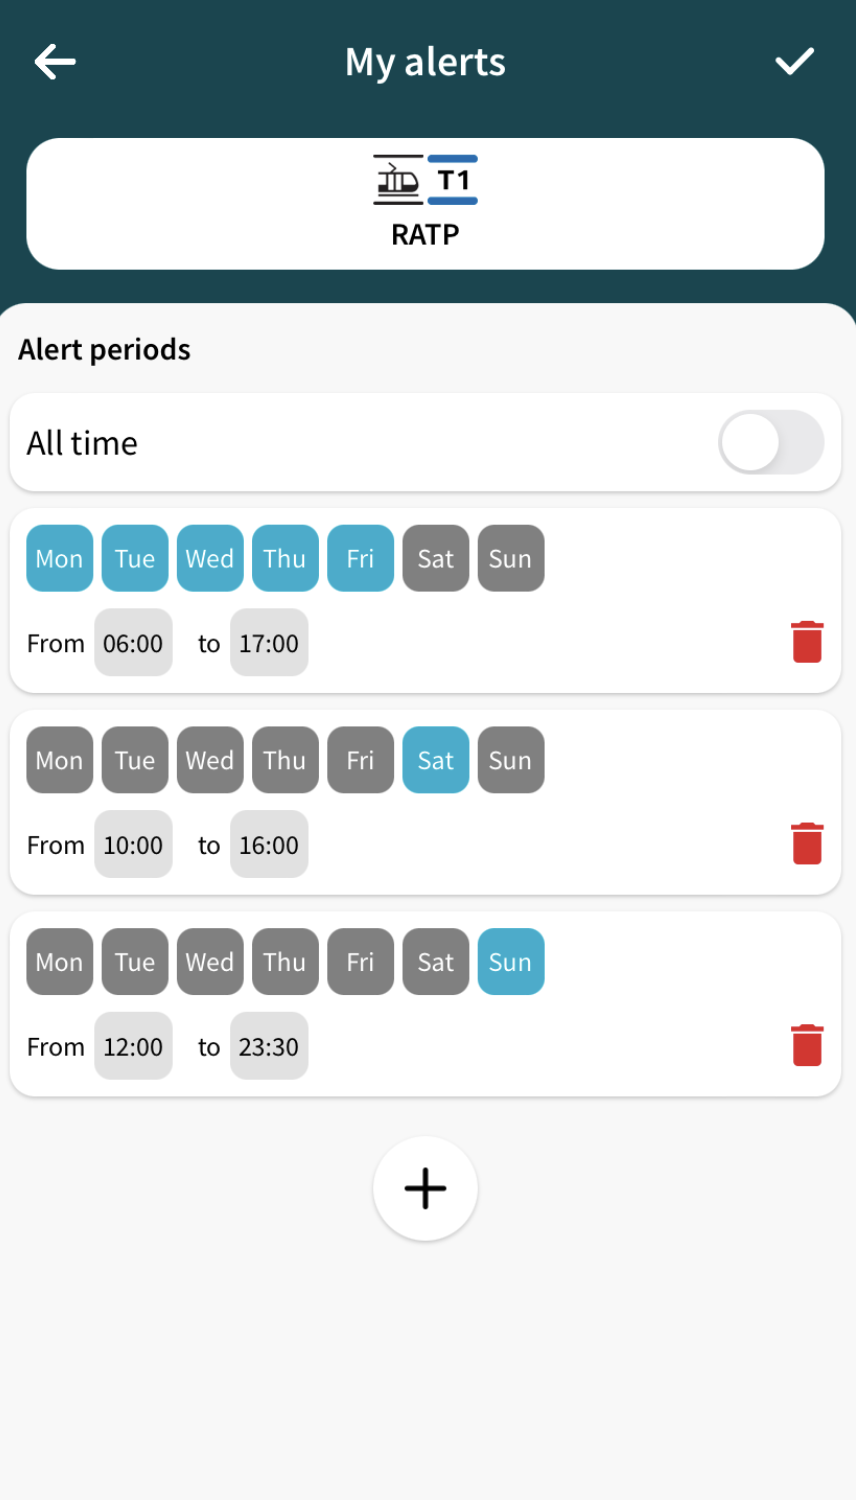 My alerts
T1
RATP
Alert periods
All time
Mon Tue Wed Thu Fri Sat Sun
From 06:00 to 17:00
Mon Tue Wed Thu Fri Sat Sun
From 10:00 to 16:00
Mon Tue Wed Thu Fri Sat Sun
From 12:00 to 23:30